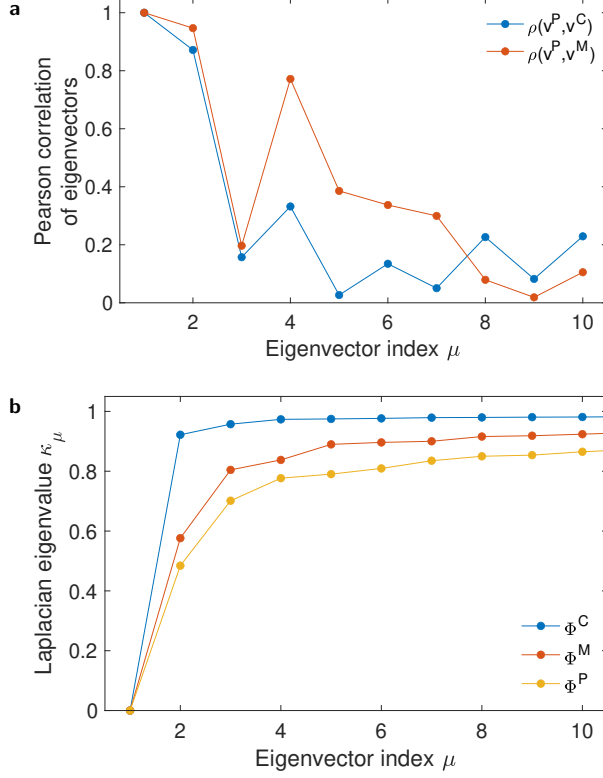 a
Pearson correlation
of eigenvectors
1
0.8
0.6
0.4
0.2
0
2
4
6
8
10
Eigenvector index μ
ρ(v^P,v^C)
ρ(v^P,v^M)
b
Laplacian eigenvalue κ_μ
1
0.8
0.6
0.4
0.2
0
2
4
6
8
10
Eigenvector index μ
Φ^C
Φ^M
Φ^P